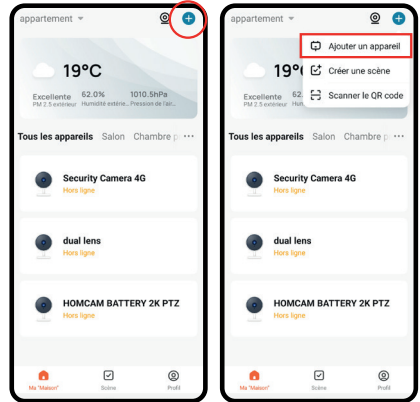 appartement
19°C
Excellente 62.0% 1010.5hPa
PM 2.5 extérieur Humidité extérie... Pression de l'air...
Tous les appareils Salon Chambre p
Security Camera 4G
Hors ligne
dual lens
Hors ligne
HOMCAM BATTERY 2K PTZ
Hors ligne
Ma "Maison" Scène Profil
appartement
Ajouter un appareil
19°
Créer une scène
Excellente 62.
Scanner le QR code
PM 2.5 extérieur Hum
Tous les appareils Salon Chambre p
Security Camera 4G
Hors ligne
dual lens
Hors ligne
HOMCAM BATTERY 2K PTZ
Hors ligne
Ma "Maison" Scène Profil